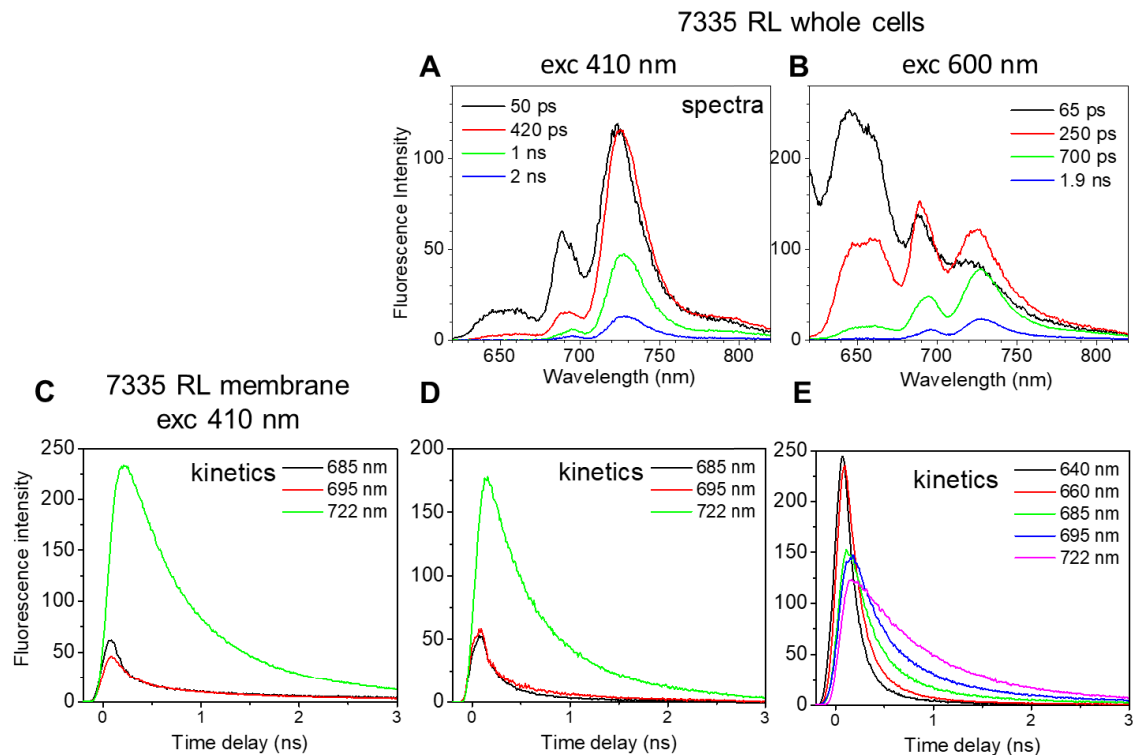 7335 RL whole cells
A
exc 410 nm
B
exc 600 nm
spectra
50 ps
420 ps
1 ns
2 ns
65 ps
250 ps
700 ps
1.9 ns
Fluorescence Intensity
100
50
0
200
100
0
650
700
750
800
650
700
750
800
Wavelength (nm)
Wavelength (nm)
C
7335 RL membrane
exc 410 nm
D
E
kinetics
685 nm
695 nm
722 nm
kinetics
685 nm
695 nm
722 nm
kinetics
640 nm
660 nm
685 nm
695 nm
722 nm
Fluorescence intensity
250
200
150
100
50
0
200
150
100
50
0
250
200
150
100
50
0
0
1
2
3
0
1
2
3
0
1
2
3
Time delay (ns)
Time delay (ns)
Time delay (ns)